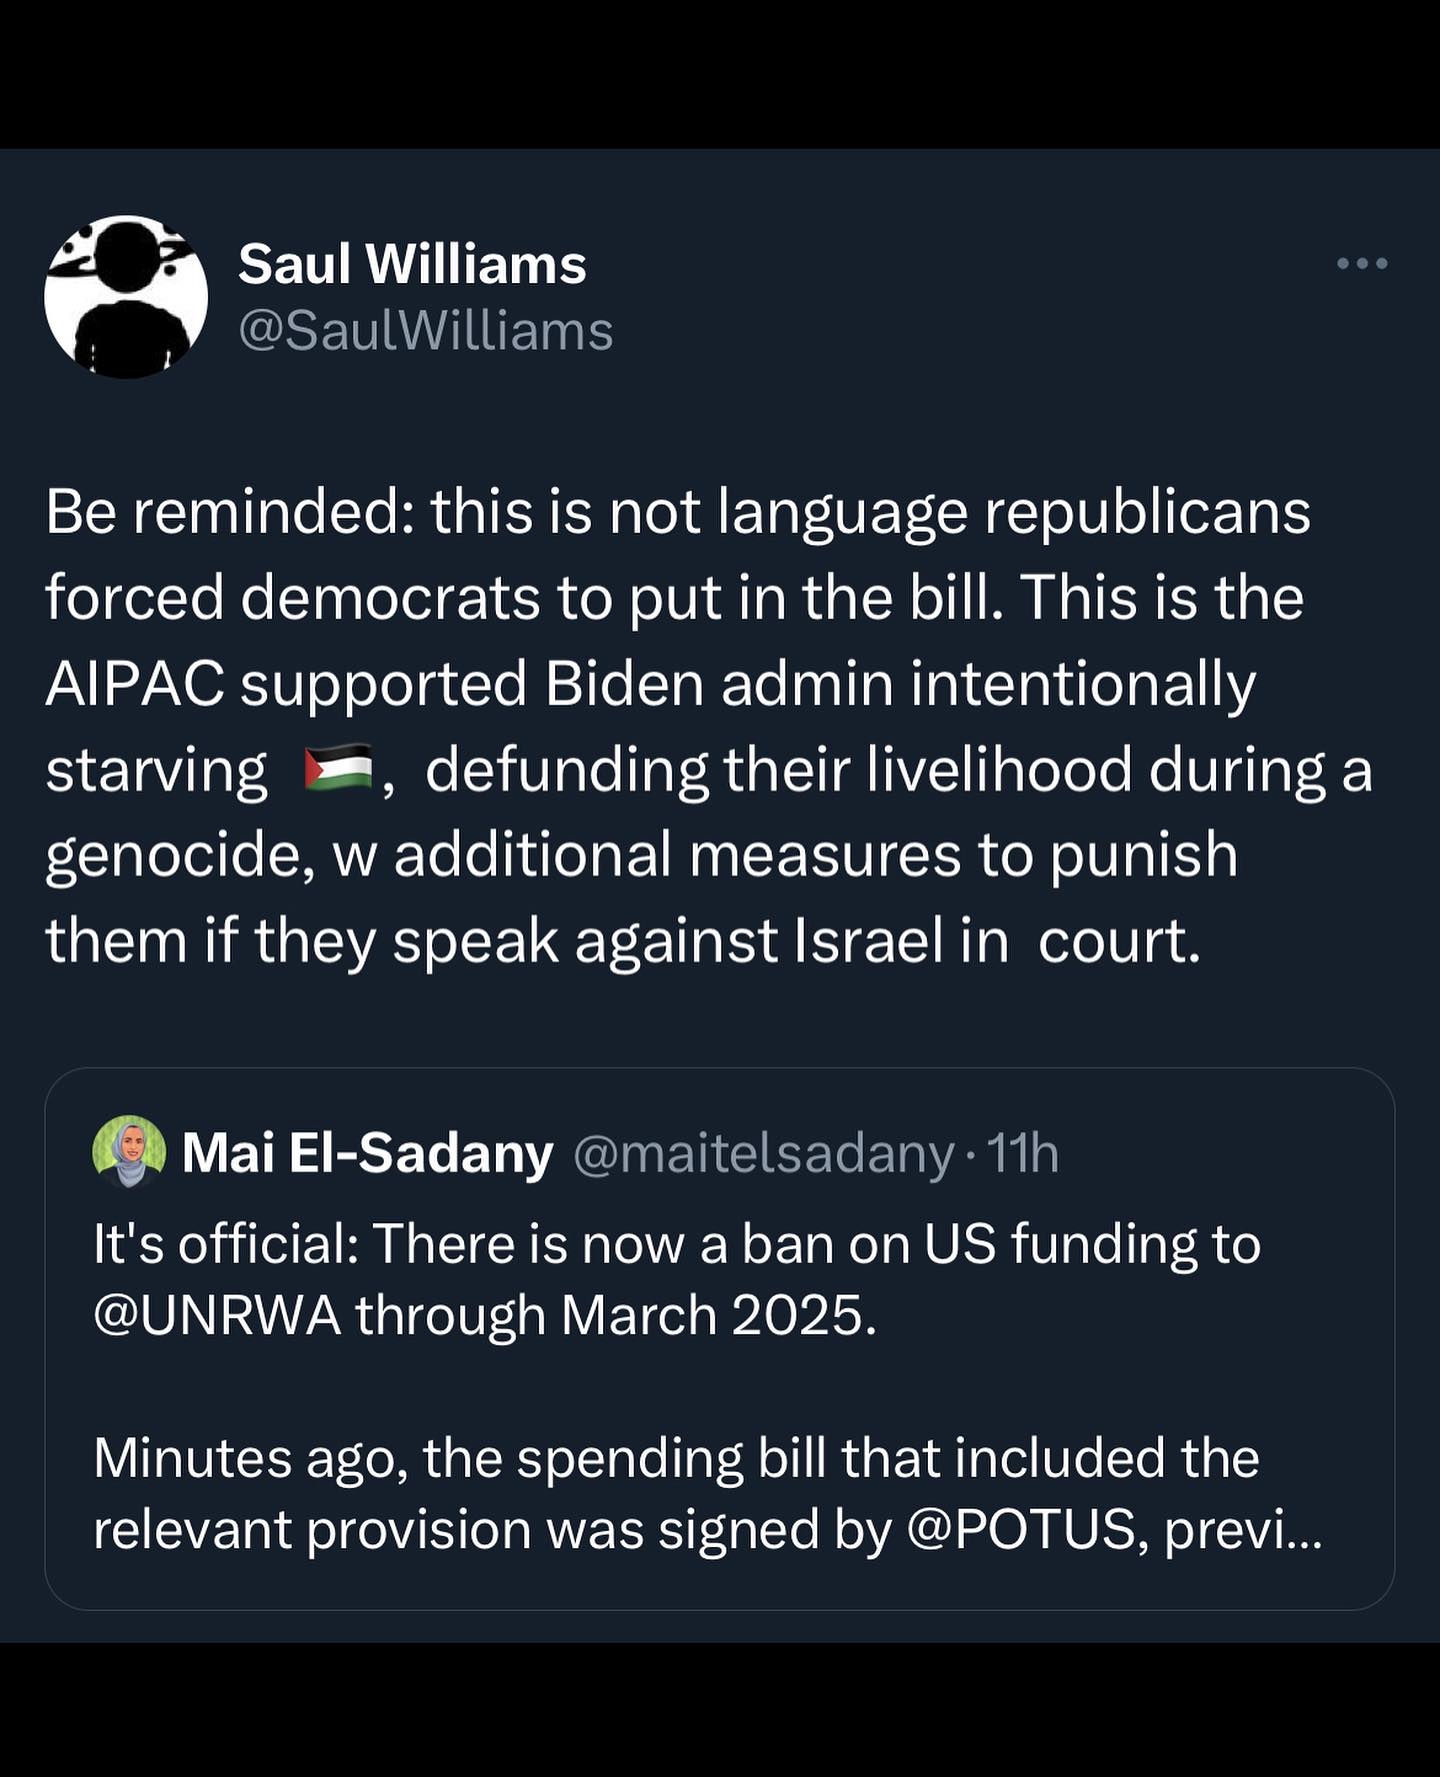 Saul Williams
@SaulWilliams
Be reminded: this is not language republicans
forced democrats to put in the bill. This is the
AIPAC supported Biden admin intentionally
starving 🇵🇸, defunding their livelihood during a
genocide, w additional measures to punish
them if they speak against Israel in court.
Mai El-Sadany @maitelsadany · 11h
It's official: There is now a ban on US funding to
@UNRWA through March 2025.
Minutes ago, the spending bill that included the
relevant provision was signed by @POTUS, previ...